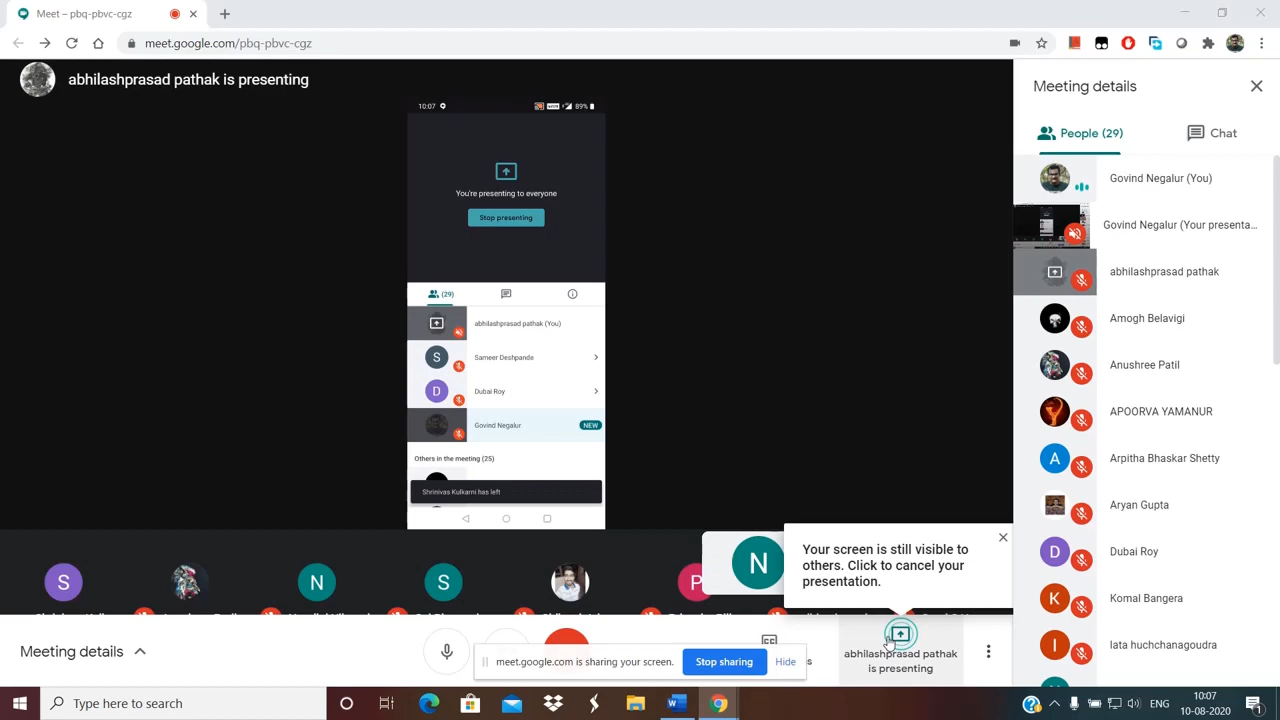 Meet – pbq-pbvc-cgz
meet.google.com/pbq-pbvc-cgz
abhilashprasad pathak is presenting
Meeting details
People (29)
Chat
Govind Negalur (You)
Govind Negalur (Your presenta...
abhilashprasad pathak
Amogh Belavigi
Anushree Patil
APOORVA YAMANUR
Arpitha Bhaskar Shetty
A
Aryan Gupta
Dubai Roy
D
Komal Bangera
K
lata huchchanagoudra
l
10:07
89%
You're presenting to everyone
Stop presenting
(29)
abhilashprasad pathak (You)
S
Sameer Deshpande
D
Dubai Roy
Govind Negalur
NEW
Others in the meeting (25)
Shrinivas Kulkarni has left
S
N
S
P
N
Your screen is still visible to
others. Click to cancel your
presentation.
Meeting details
meet.google.com is sharing your screen.
Stop sharing
Hide
abhilashprasad pathak
is presenting
Type here to search
ENG
10:07
10-08-2020
1